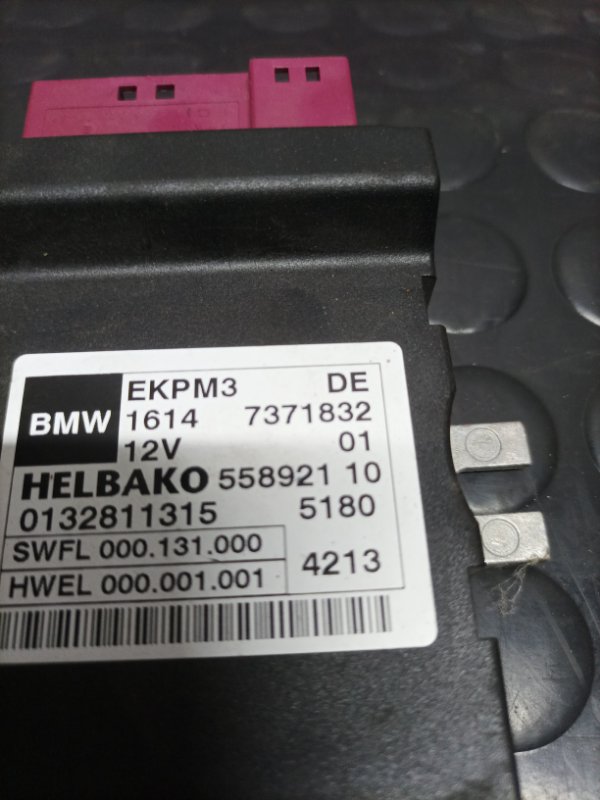 BMW
EKPM3 DE
1614 7371832
12V 01
HELBAKO 558921 10
0132811315 5180
SWFL 000.131.000
HWEL 000.001.001
4213